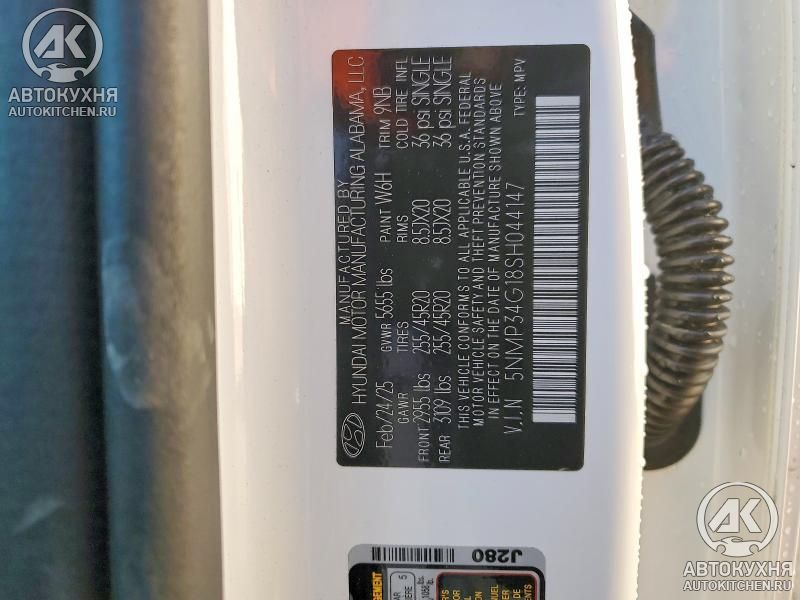 АВТОКУХНЯ
AUTOKITCHEN.RU
MANUFACTURED BY
HYUNDAI MOTOR MANUFACTURING ALABAMA, LLC
Feb/24/25 GVWR 5655 lbs PAINT W6H TRIM 9NB
GAWR TIRES RIMS COLD TIRE INFL
FRONT 2955 lbs 255/45R20 8.5JX20 36 psi SINGLE
REAR 3109 lbs 255/45R20 8.5JX20 36 psi SINGLE
THIS VEHICLE CONFORMS TO ALL APPLICABLE U.S.A. FEDERAL
MOTOR VEHICLE SAFETY AND THEFT PREVENTION STANDARDS
IN EFFECT ON THE DATE OF MANUFACTURE SHOWN ABOVE
V.I.N 5NMP34G18SH044147 TYPE: MPV
J280
АВТОКУХНЯ
AUTOKITCHEN.RU